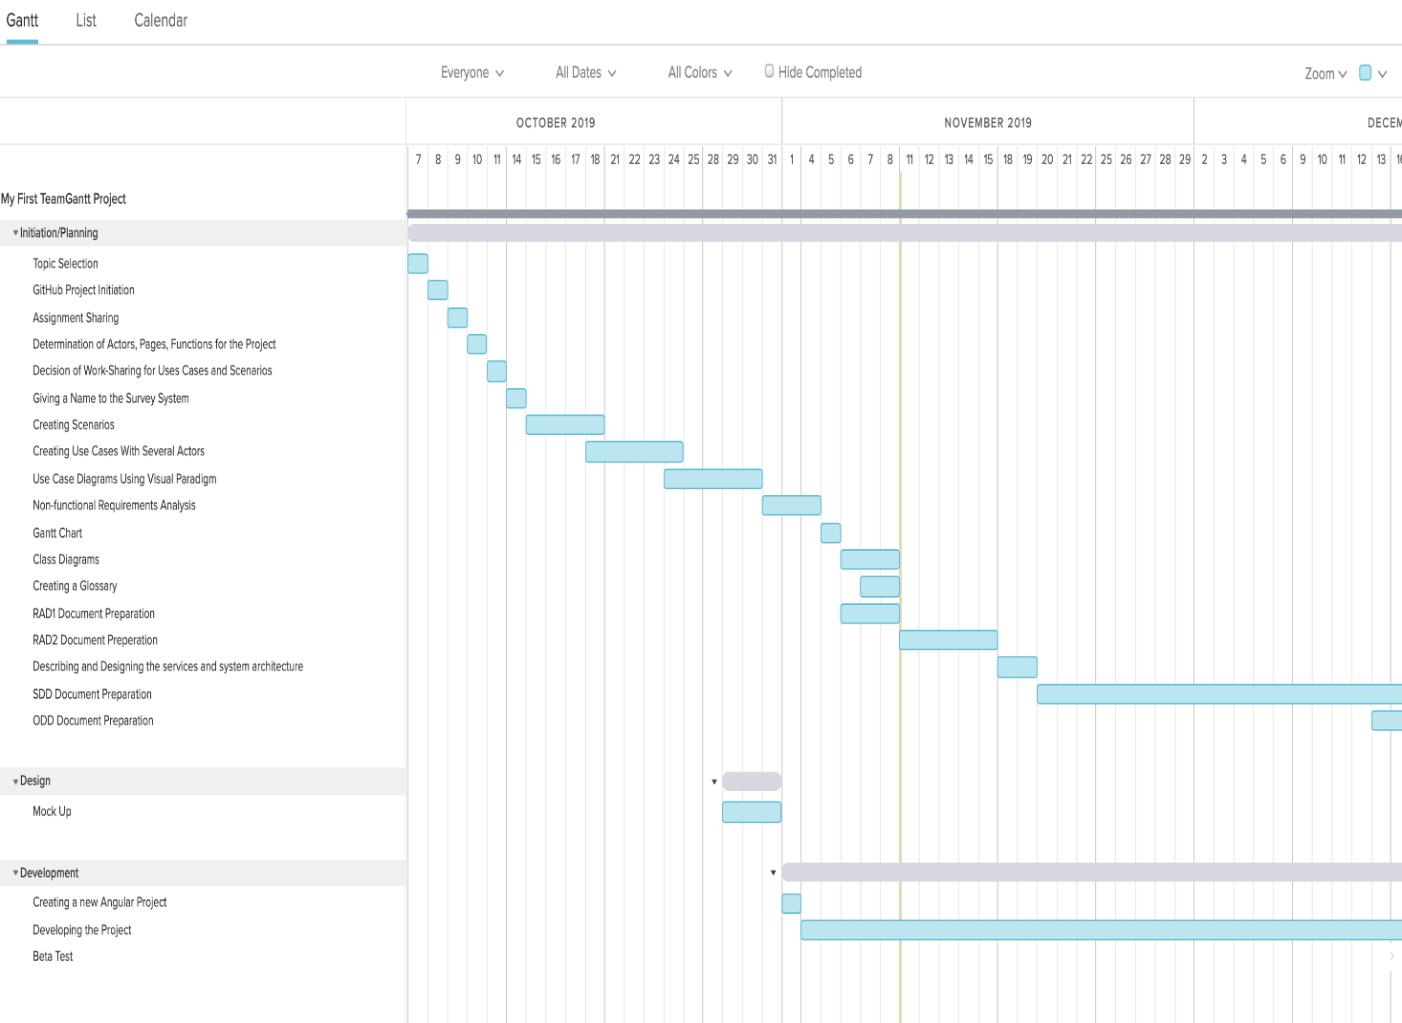 Gantt List Calendar
Everyone All Dates All Colors Hide Completed Zoom
OCTOBER 2019 NOVEMBER 2019 DECEM
7 8 9 10 11 14 15 16 17 18 21 22 23 24 25 28 29 30 31 1 4 5 6 7 8 11 12 13 14 15 18 19 20 21 22 25 26 27 28 29 2 3 4 5 6 9 10 11 12 13 16
My First TeamGantt Project
Initiation/Planning
Topic Selection
GitHub Project Initiation
Assignment Sharing
Determination of Actors, Pages, Functions for the Project
Decision of Work-Sharing for Uses Cases and Scenarios
Giving a Name to the Survey System
Creating Scenarios
Creating Use Cases With Several Actors
Use Case Diagrams Using Visual Paradigm
Non-functional Requirements Analysis
Gantt Chart
Class Diagrams
Creating a Glossary
RAD1 Document Preparation
RAD2 Document Preperation
Describing and Designing the services and system architecture
SDD Document Preparation
ODD Document Preparation
Design
Mock Up
Development
Creating a new Angular Project
Developing the Project
Beta Test